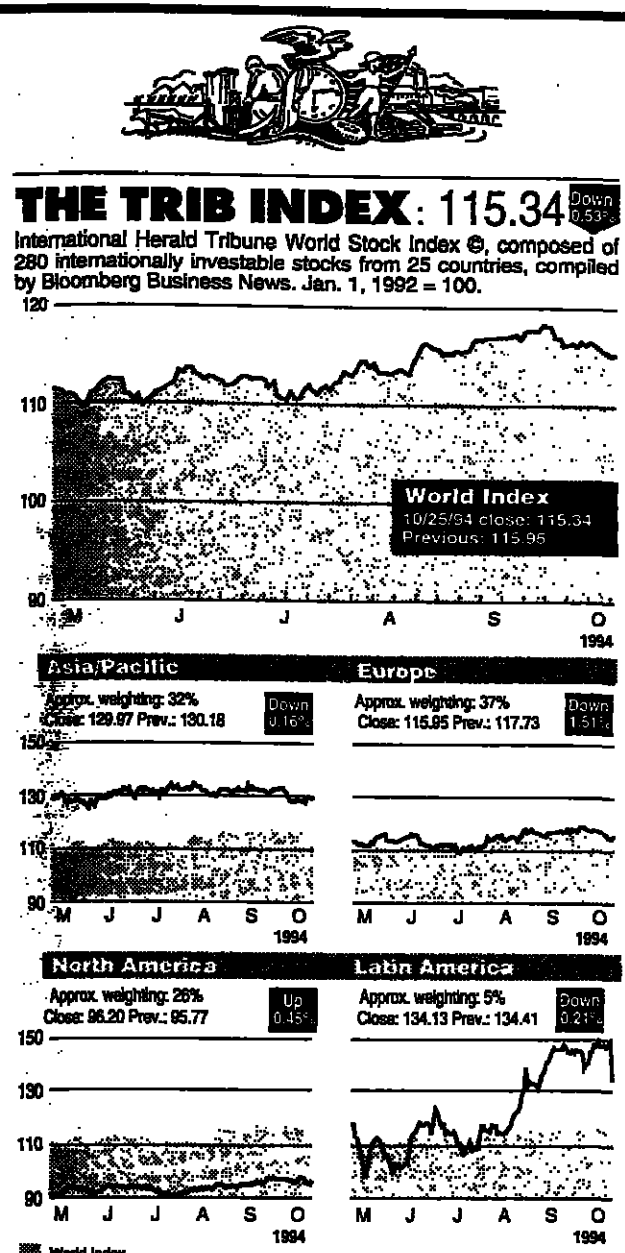 THE TRIB INDEX: 115.34 Down 0.53%
International Herald Tribune World Stock Index ©, composed of
280 internationally investable stocks from 25 countries, compiled
by Bloomberg Business News. Jan. 1, 1992 = 100.
120
110
100
90
World Index
10/25/94 close: 115.34
Previous: 115.95
M J J A S O
1994
Asia/Pacific
Approx. weighting: 32%
Close: 129.97 Prev.: 130.18
Down
0.16%
150
130
110
90
M J J A S O
1994
Europe
Approx. weighting: 37%
Close: 115.95 Prev.: 117.73
Down
1.51%
M J J A S O
1994
North America
Approx. weighting: 26%
Close: 96.20 Prev.: 95.77
Up
0.45%
150
130
110
90
M J J A S O
1994
Latin America
Approx. weighting: 5%
Close: 134.13 Prev.: 134.41
Down
0.21%
M J J A S O
1994
World Index